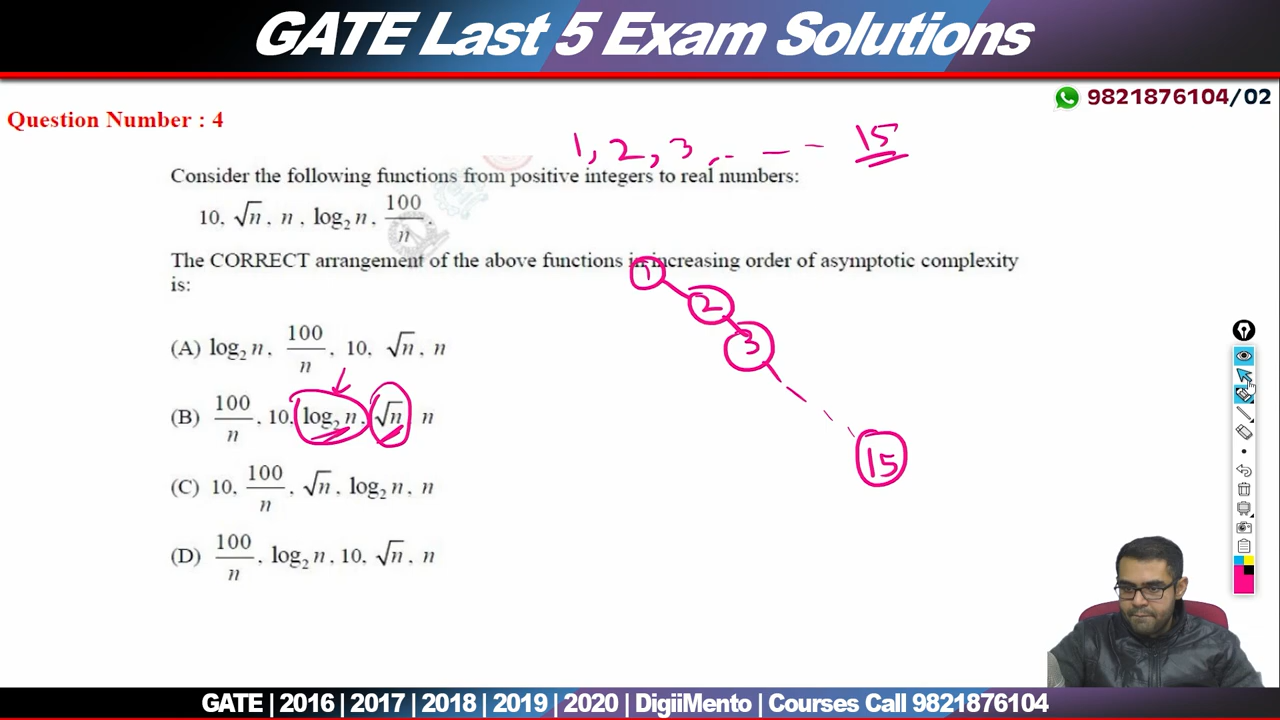 GATE Last 5 Exam Solutions
9821876104/02
Question Number : 4
1, 2, 3, . - - - 15
Consider the following functions from positive integers to real numbers:
10, √n, n, log₂ n, 100/n.
The CORRECT arrangement of the above functions in increasing order of asymptotic complexity
is:
1
2
3
15
(A) log₂ n, 100/n, 10, √n, n
(B) 100/n, 10, log₂ n, √n, n
(C) 10, 100/n, √n, log₂ n, n
(D) 100/n, log₂ n, 10, √n, n
GATE | 2016 | 2017 | 2018 | 2019 | 2020 | DigiiMento | Courses Call 9821876104